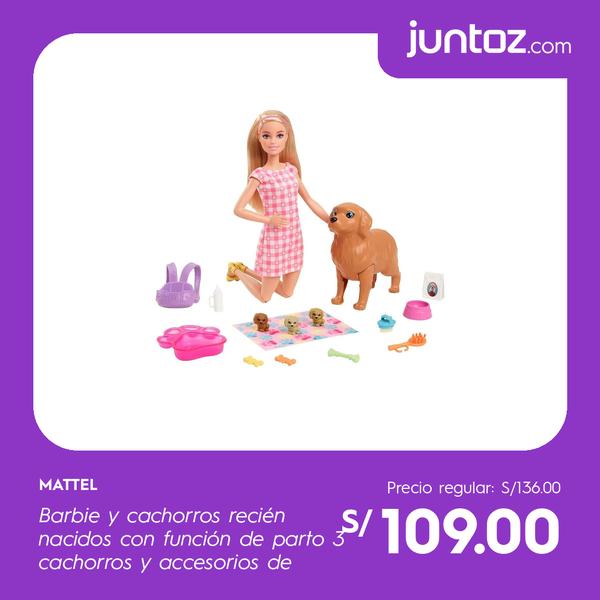 juntoz.com
MATTEL
Barbie y cachorros recién
nacidos con función de parto 3
cachorros y accesorios de
Precio regular: S/136.00
S/ 109.00